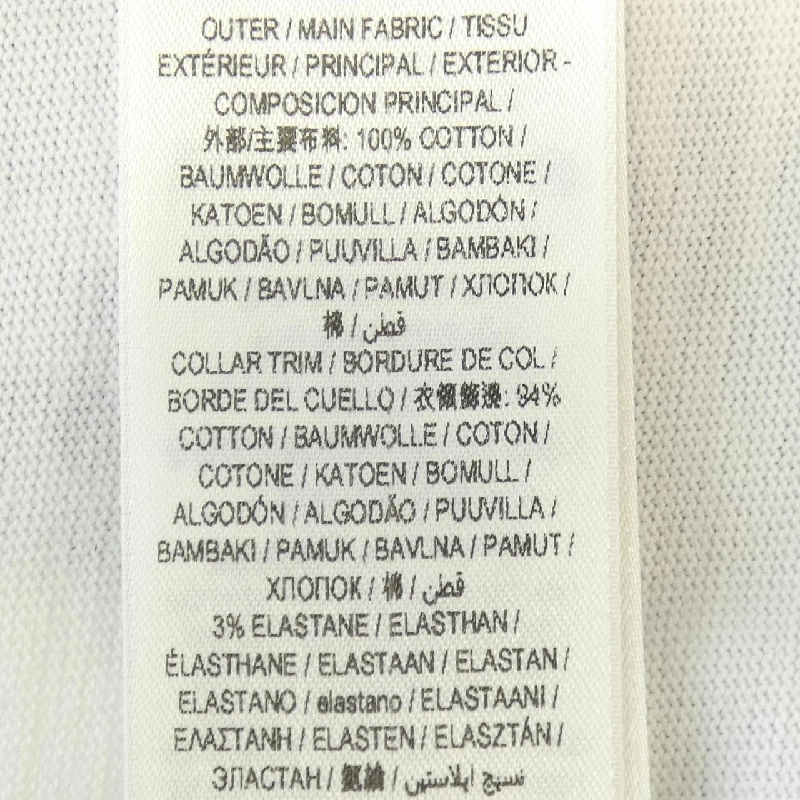 OUTER / MAIN FABRIC / TISSU
EXTÉRIEUR / PRINCIPAL / EXTERIOR -
COMPOSICION PRINCIPAL /
外部/主要布料: 100% COTTON /
BAUMWOLLE / COTON / COTONE /
KATOEN / BOMULL / ALGODÓN /
ALGODÃO / PUUVILLA / BAMBAKI /
PAMUK / BAVLNA / PAMUT / ХЛОПОК /
棉 / قطن
COLLAR TRIM / BORDURE DE COL /
BORDE DEL CUELLO / 衣領飾邊: 94%
COTTON / BAUMWOLLE / COTON /
COTONE / KATOEN / BOMULL /
ALGODÓN / ALGODÃO / PUUVILLA /
BAMBAKI / PAMUK / BAVLNA / PAMUT /
ХЛОПОК / 棉 / قطن
3% ELASTANE / ELASTHAN /
ÉLASTHANE / ELASTAAN / ELASTAN /
ELASTANO / elastano / ELASTAANI /
ΕΛΑΣΤΑΝΗ / ELASTEN / ELASZTÁN /
ЭЛАСТАН / 氨綸 / نسيج ايلاستين